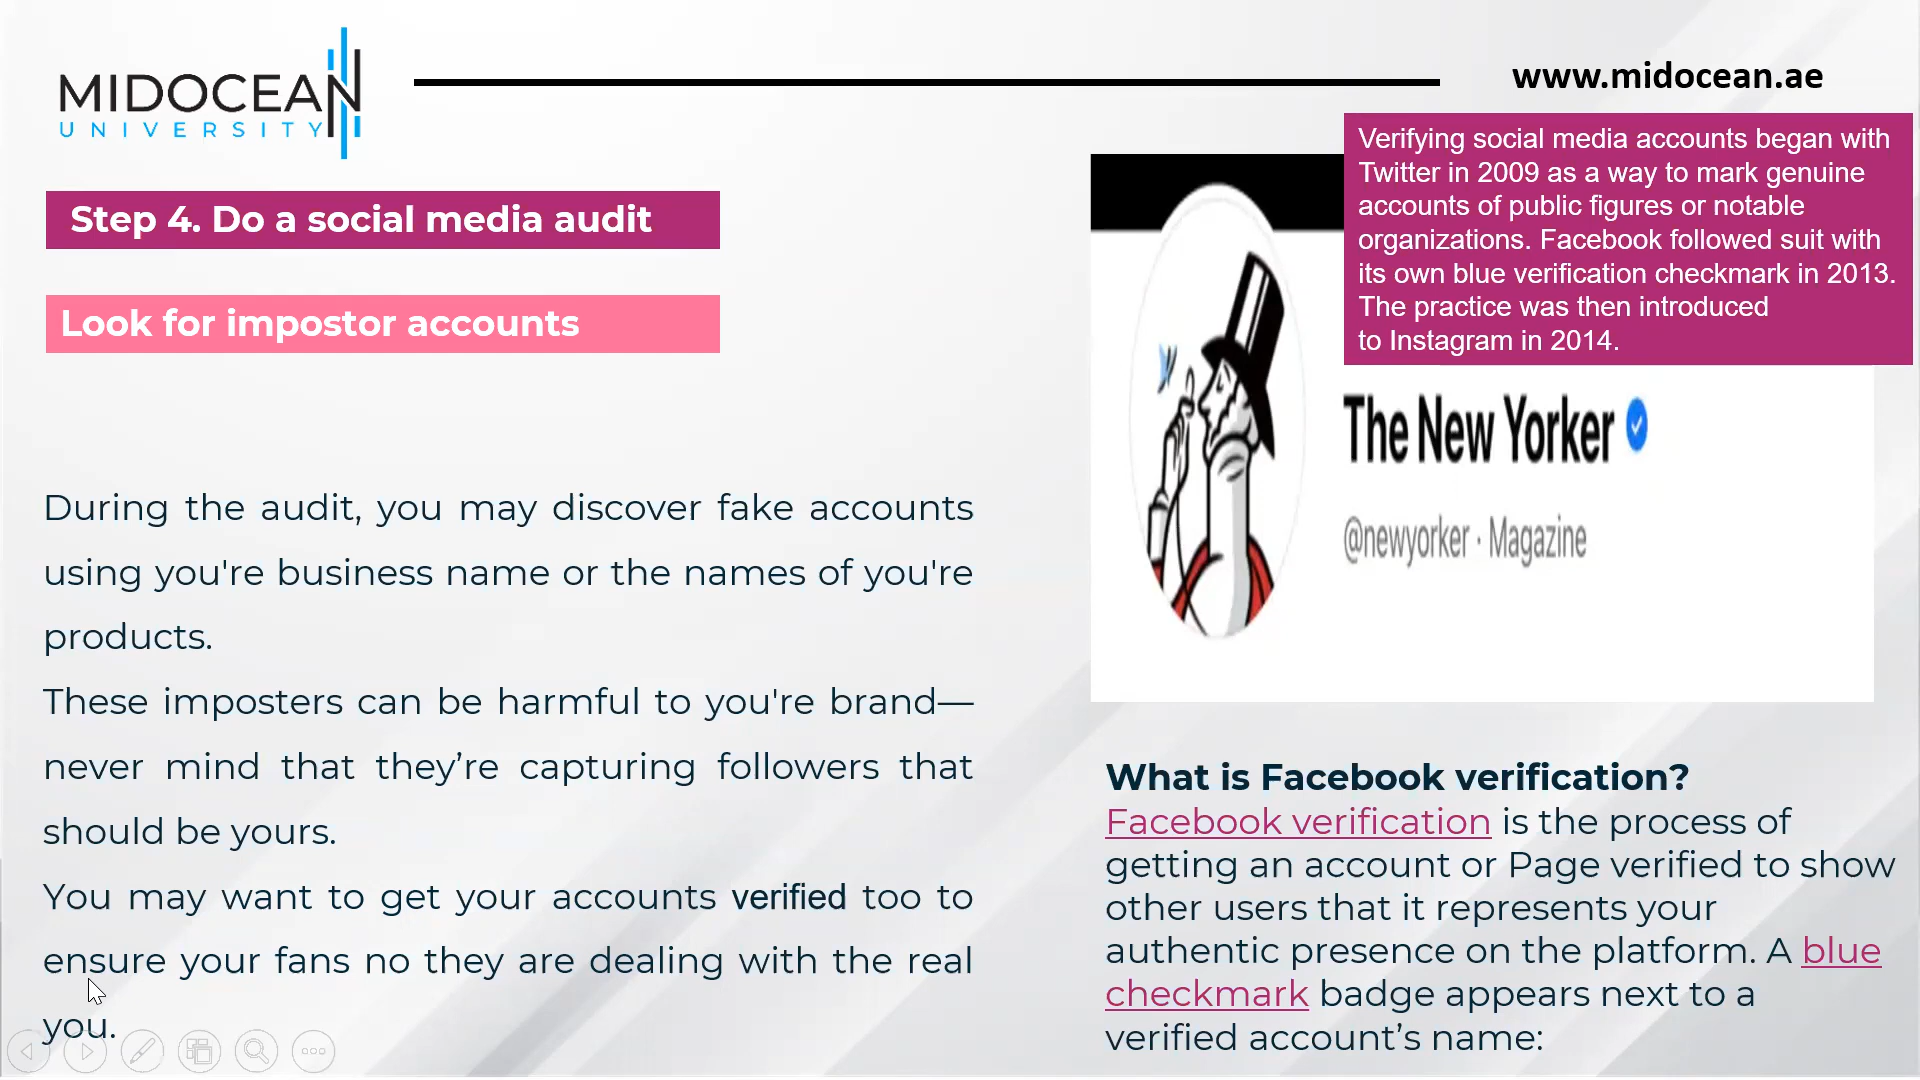 MIDOCEAN
UNIVERSITY
www.midocean.ae
Step 4. Do a social media audit
Look for impostor accounts
During the audit, you may discover fake accounts
using you're business name or the names of you're
products.
These imposters can be harmful to you're brand—
never mind that they’re capturing followers that
should be yours.
You may want to get your accounts verified too to
ensure your fans no they are dealing with the real
you.
Verifying social media accounts began with
Twitter in 2009 as a way to mark genuine
accounts of public figures or notable
organizations. Facebook followed suit with
its own blue verification checkmark in 2013.
The practice was then introduced
to Instagram in 2014.
The New Yorker
@newyorker · Magazine
What is Facebook verification?
Facebook verification is the process of
getting an account or Page verified to show
other users that it represents your
authentic presence on the platform. A blue
checkmark badge appears next to a
verified account’s name: